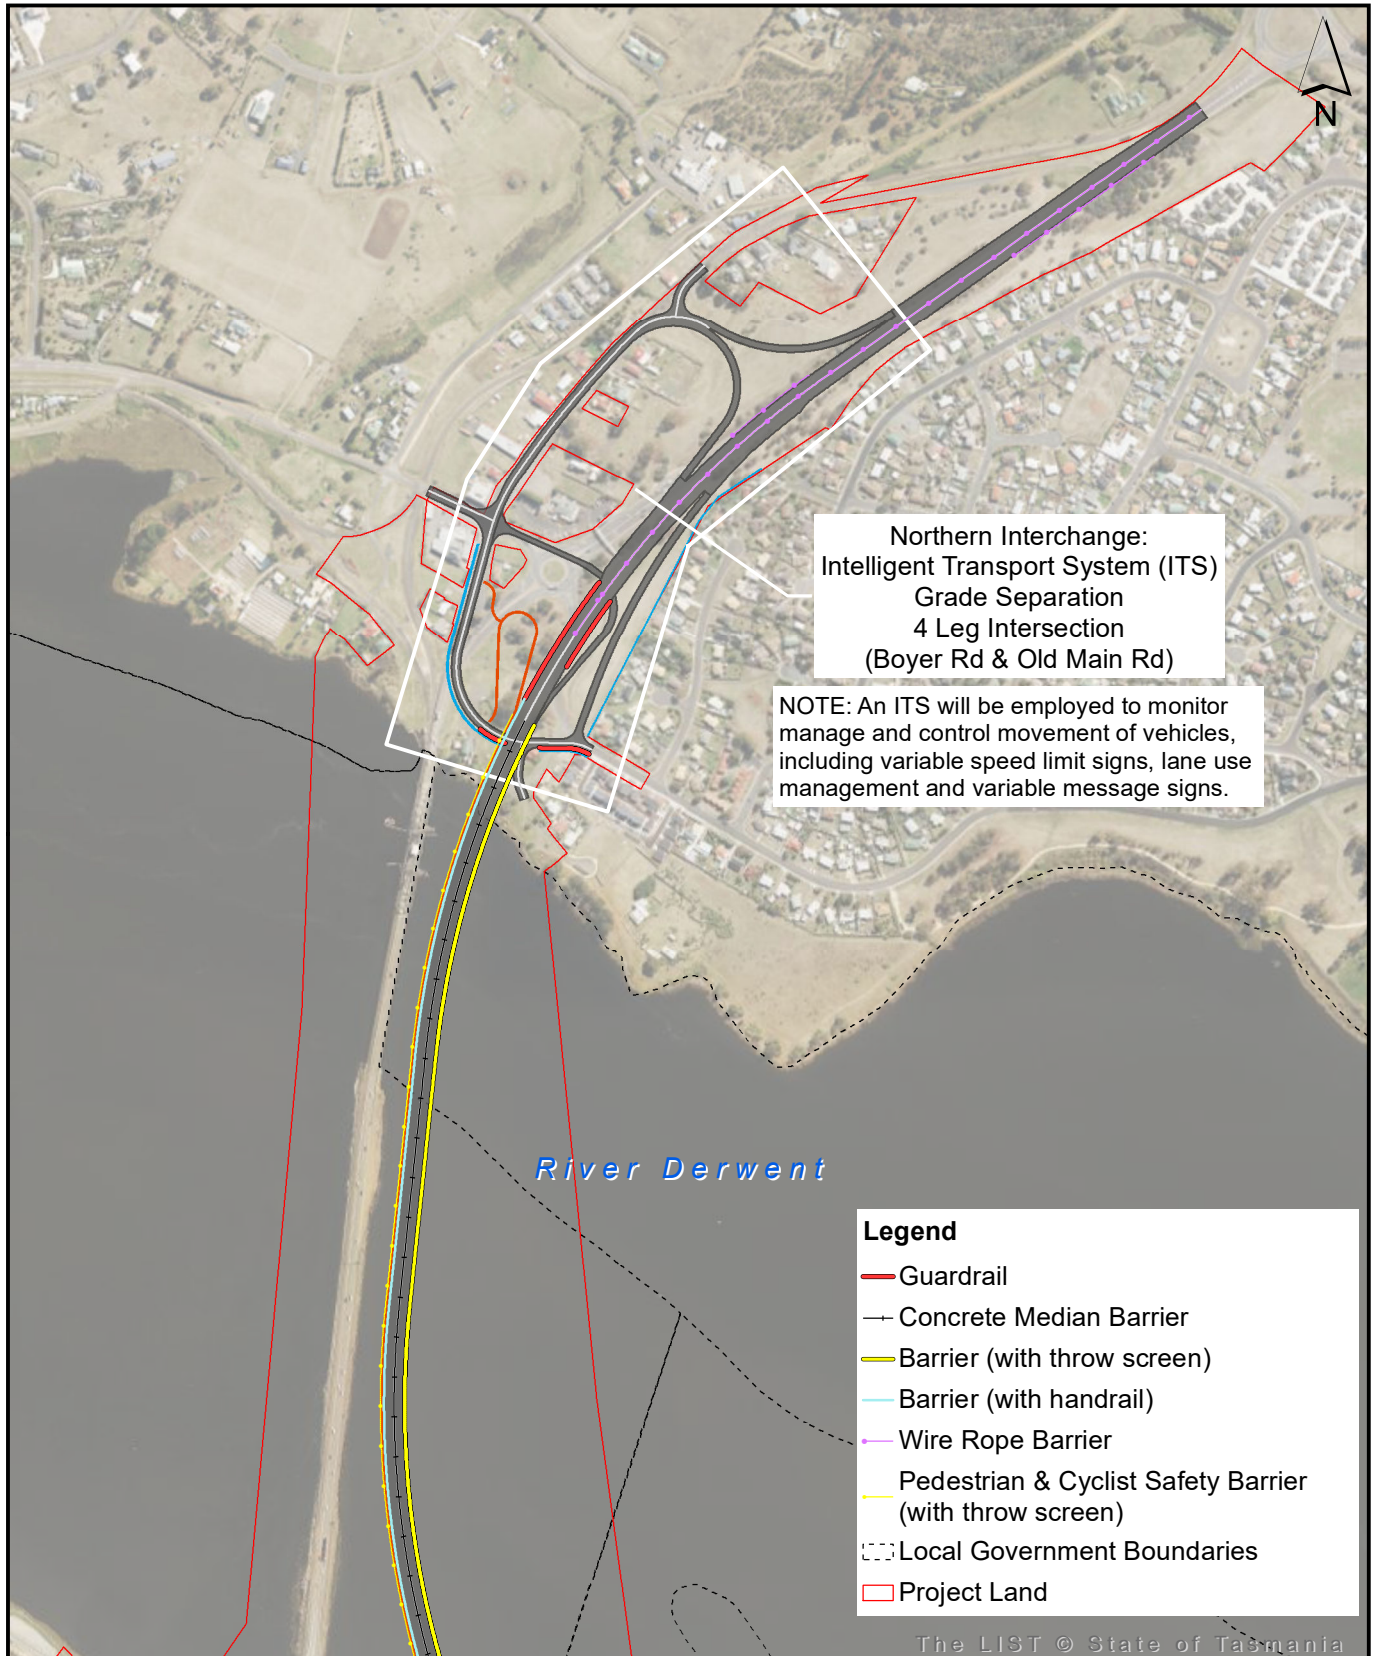 N
Northern Interchange:
Intelligent Transport System (ITS)
Grade Separation
4 Leg Intersection
(Boyer Rd & Old Main Rd)
NOTE: An ITS will be employed to monitor
manage and control movement of vehicles,
including variable speed limit signs, lane use
management and variable message signs.
River Derwent
Legend
Guardrail
Concrete Median Barrier
Barrier (with throw screen)
Barrier (with handrail)
Wire Rope Barrier
Pedestrian & Cyclist Safety Barrier
(with throw screen)
Local Government Boundaries
Project Land
The LIST © State of Tasmania